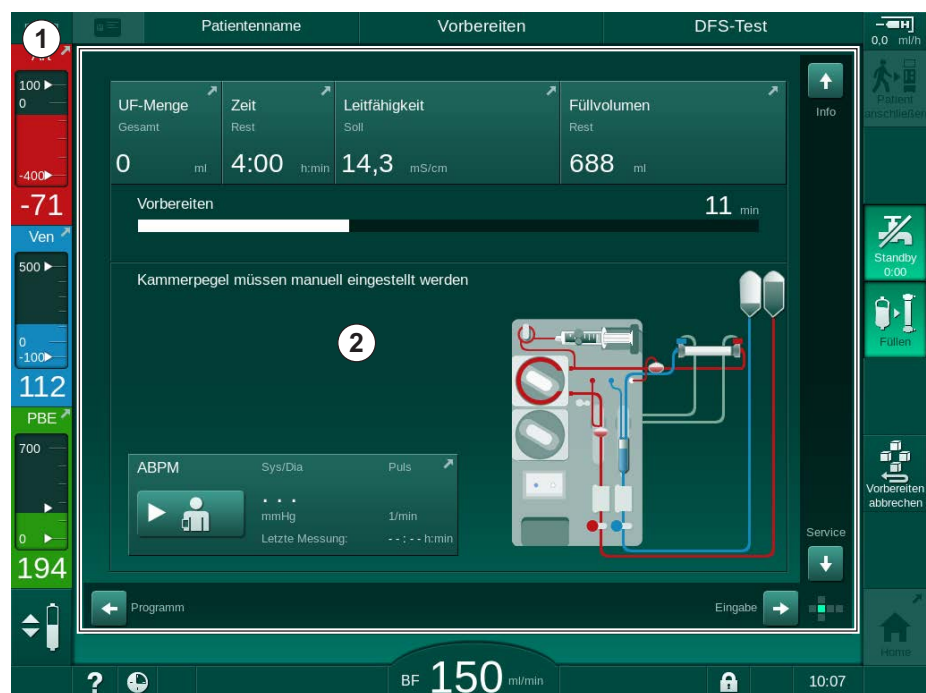 Patientenname
Vorbereiten
DFS-Test
0,0 ml/h
1
100
0
-400
-71
Ven
500
0
-100
112
PBE
700
0
194
UF-Menge
Gesamt
0 ml
Zeit
Rest
4:00 h:min
Leitfähigkeit
Soll
14,3 mS/cm
Füllvolumen
Rest
688 ml
Vorbereiten
11 min
Kammerpegel müssen manuell eingestellt werden
2
ABPM
Sys/Dia
Puls
. . .
mmHg
1/min
Letzte Messung:
--:-- h:min
Info
Service
Programm
Eingabe
Patient
anschließen
Standby
0:00
Füllen
Vorbereiten
abbrechen
Home
?
BF 150 ml/min
10:07